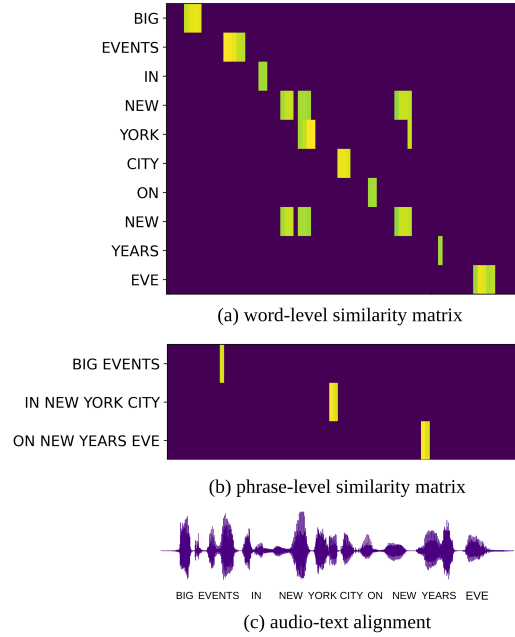 BIG
EVENTS
IN
NEW
YORK
CITY
ON
NEW
YEARS
EVE
(a) word-level similarity matrix
BIG EVENTS
IN NEW YORK CITY
ON NEW YEARS EVE
(b) phrase-level similarity matrix
BIG EVENTS IN NEW YORK CITY ON NEW YEARS EVE
(c) audio-text alignment